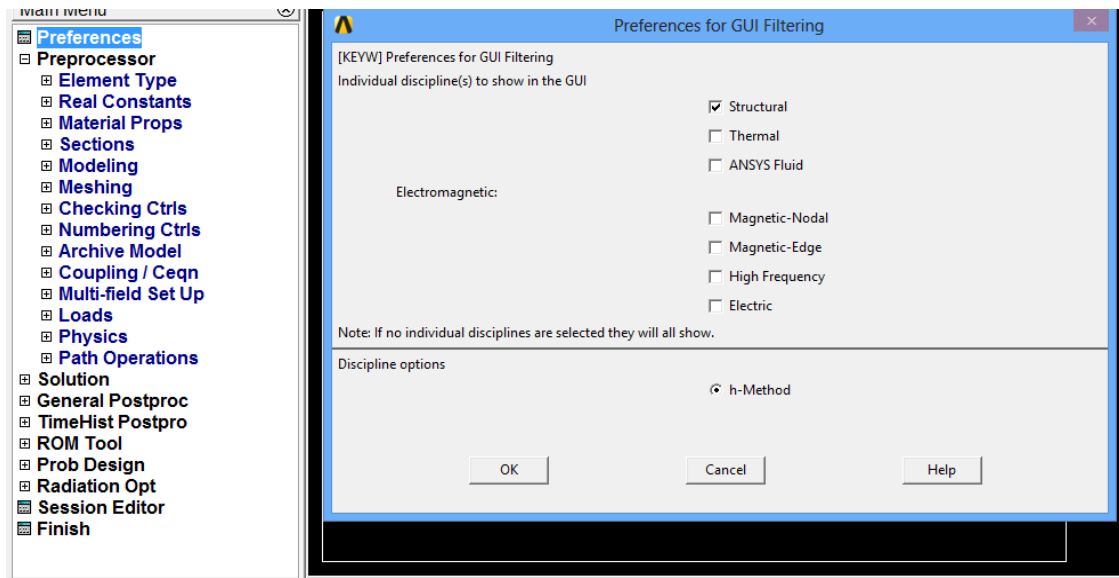 Main Menu
Preferences
Preprocessor
Element Type
Real Constants
Material Props
Sections
Modeling
Meshing
Checking Ctrls
Numbering Ctrls
Archive Model
Coupling / Ceqn
Multi-field Set Up
Loads
Physics
Path Operations
Solution
General Postproc
TimeHist Postpro
ROM Tool
Prob Design
Radiation Opt
Session Editor
Finish
Preferences for GUI Filtering
[KEYW] Preferences for GUI Filtering
Individual discipline(s) to show in the GUI
Structural
Thermal
ANSYS Fluid
Electromagnetic:
Magnetic-Nodal
Magnetic-Edge
High Frequency
Electric
Note: If no individual disciplines are selected they will all show.
Discipline options
h-Method
OK
Cancel
Help